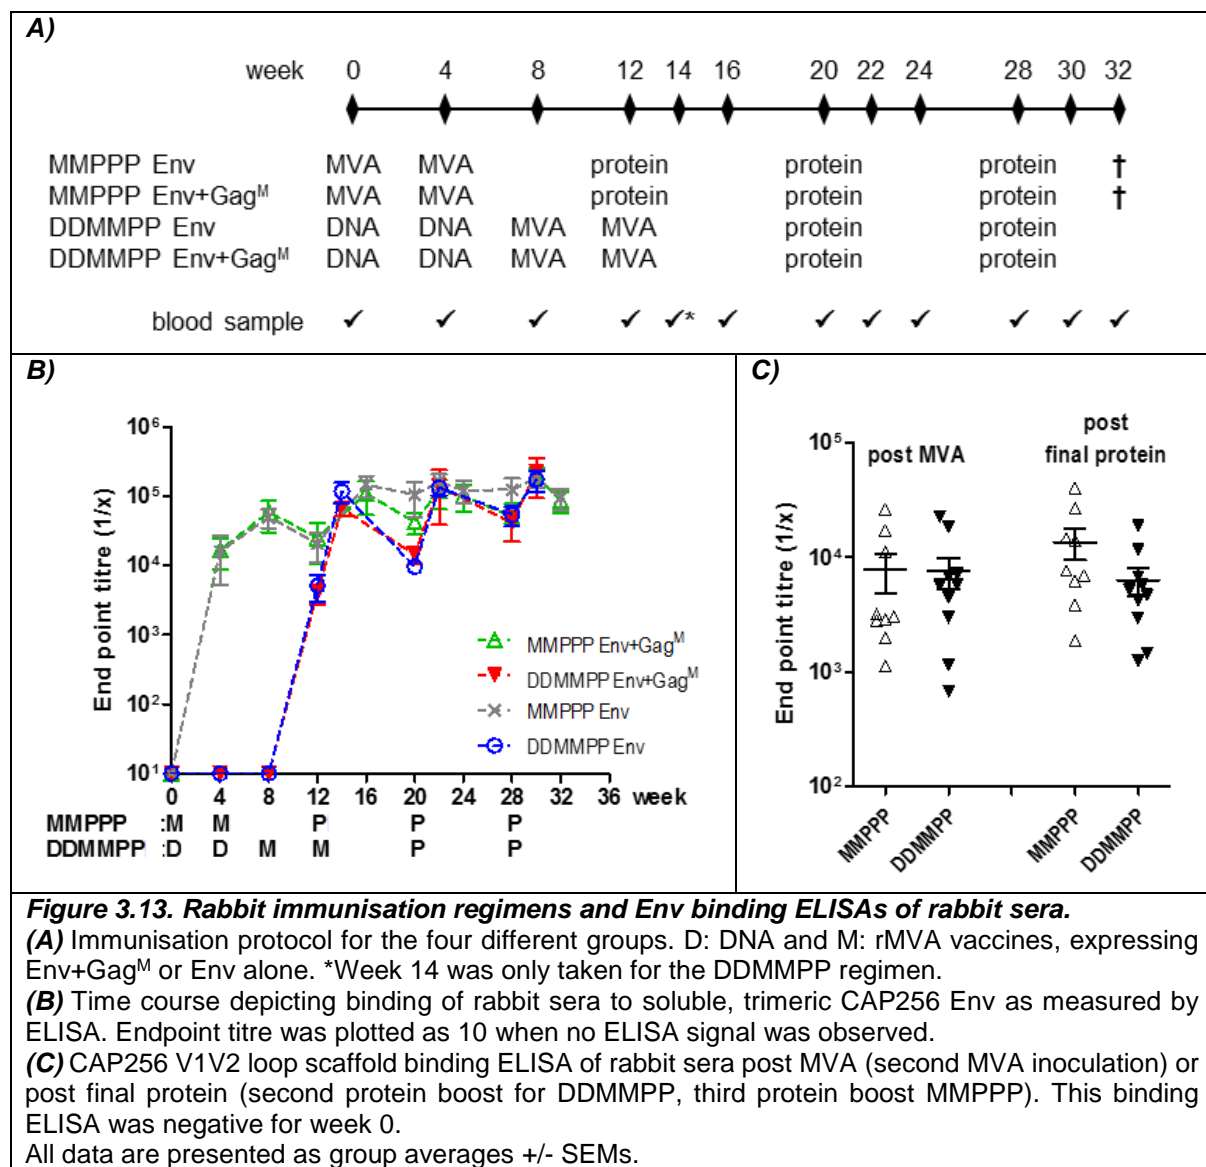 A)
week 0 4 8 12 14 16 20 22 24 28 30 32
MMPPP Env MVA MVA protein protein protein †
MMPPP Env+Gagᴹ MVA MVA protein protein protein †
DDMMPP Env DNA DNA MVA MVA protein protein
DDMMPP Env+Gagᴹ DNA DNA MVA MVA protein protein
blood sample ✓ ✓ ✓ ✓ ✓* ✓ ✓ ✓ ✓ ✓ ✓ ✓
B)
End point titre (1/x)
10⁶
10⁵
10⁴
10³
10²
10¹
MMPPP Env+Gagᴹ
DDMMPP Env+Gagᴹ
MMPPP Env
DDMMPP Env
0 4 8 12 16 20 24 28 32 36 week
MMPPP :M M P P P
DDMMPP :D D M M P P
C)
End point titre (1/x)
post MVA
post
final protein
10⁵
10⁴
10³
10²
MMPPP DDMMPP MMPPP DDMMPP
Figure 3.13. Rabbit immunisation regimens and Env binding ELISAs of rabbit sera.
(A) Immunisation protocol for the four different groups. D: DNA and M: rMVA vaccines, expressing
Env+Gagᴹ or Env alone. *Week 14 was only taken for the DDMMPP regimen.
(B) Time course depicting binding of rabbit sera to soluble, trimeric CAP256 Env as measured by
ELISA. Endpoint titre was plotted as 10 when no ELISA signal was observed.
(C) CAP256 V1V2 loop scaffold binding ELISA of rabbit sera post MVA (second MVA inoculation) or
post final protein (second protein boost for DDMMPP, third protein boost MMPPP). This binding
ELISA was negative for week 0.
All data are presented as group averages +/- SEMs.